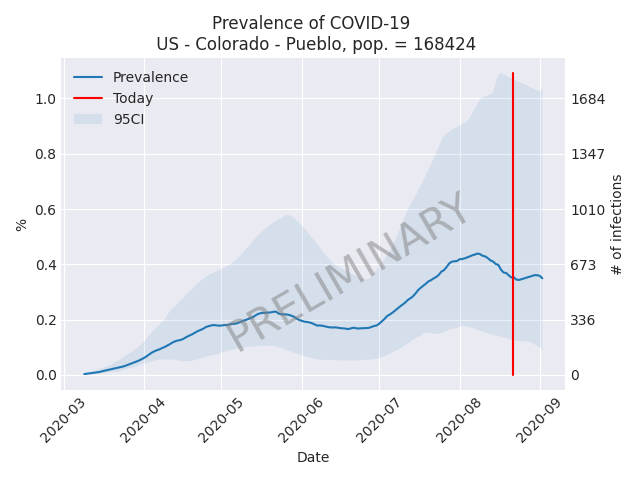 Prevalence of COVID-19
US - Colorado - Pueblo, pop. = 168424
Prevalence
Today
95CI
1.0
0.8
0.6
0.4
0.2
0.0
%
1684
1347
1010
673
336
0
# of infections
PRELIMINARY
2020-03
2020-04
2020-05
2020-06
2020-07
2020-08
2020-09
Date